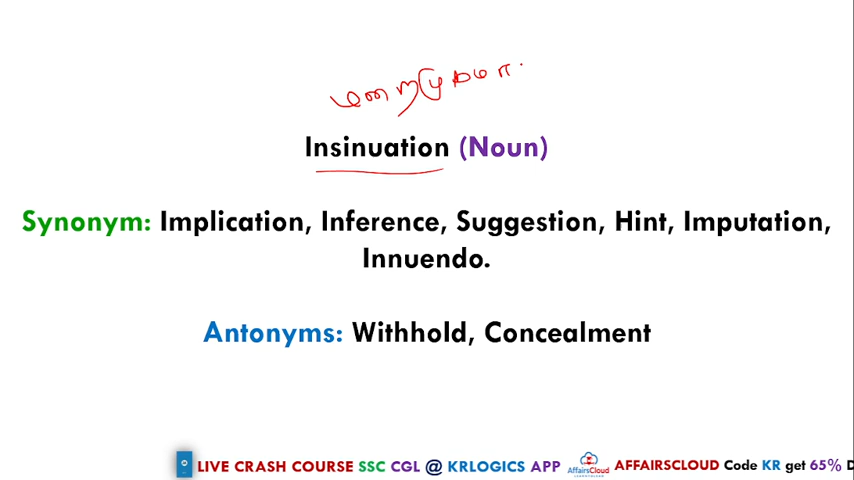 Insinuation (Noun)
Synonym: Implication, Inference, Suggestion, Hint, Imputation,
Innuendo.
Antonyms: Withhold, Concealment
LIVE CRASH COURSE SSC CGL @ KRLOGICS APP AffairsCloud AFFAIRSCLOUD Code KR get 65% D